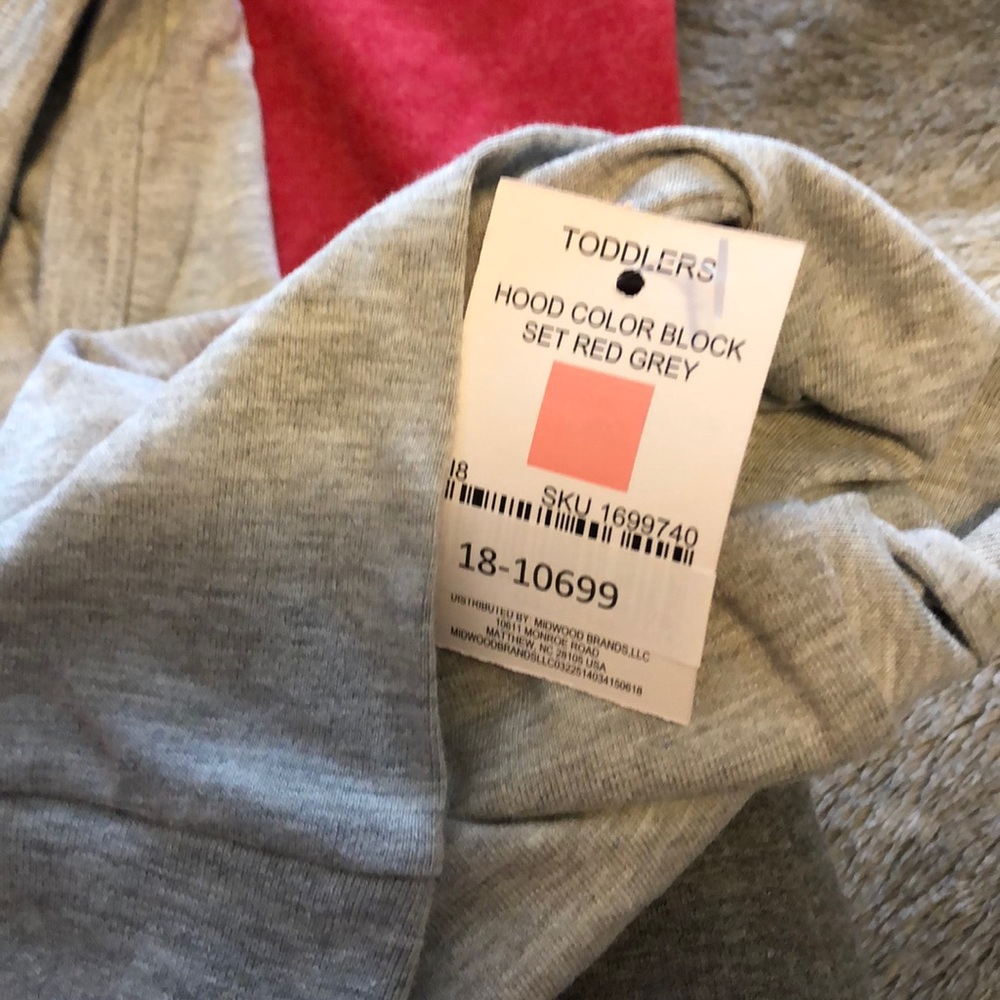 TODDLERS
HOOD COLOR BLOCK
SET RED GREY
18
SKU 1699740
18-10699
DISTRIBUTED BY: MIDWOOD BRANDS,LLC
10611 MONROE ROAD
MATTHEW, NC 28105 USA
MIDWOODBRANDSLLC0322514034150618